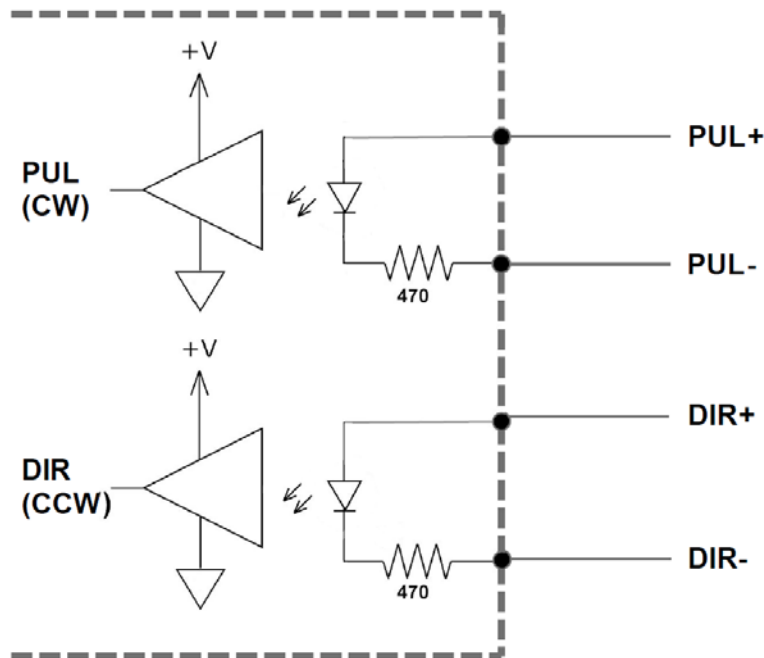 +V
PUL+
PUL
(CW)
PUL-
470
+V
DIR+
DIR
(CCW)
DIR-
470